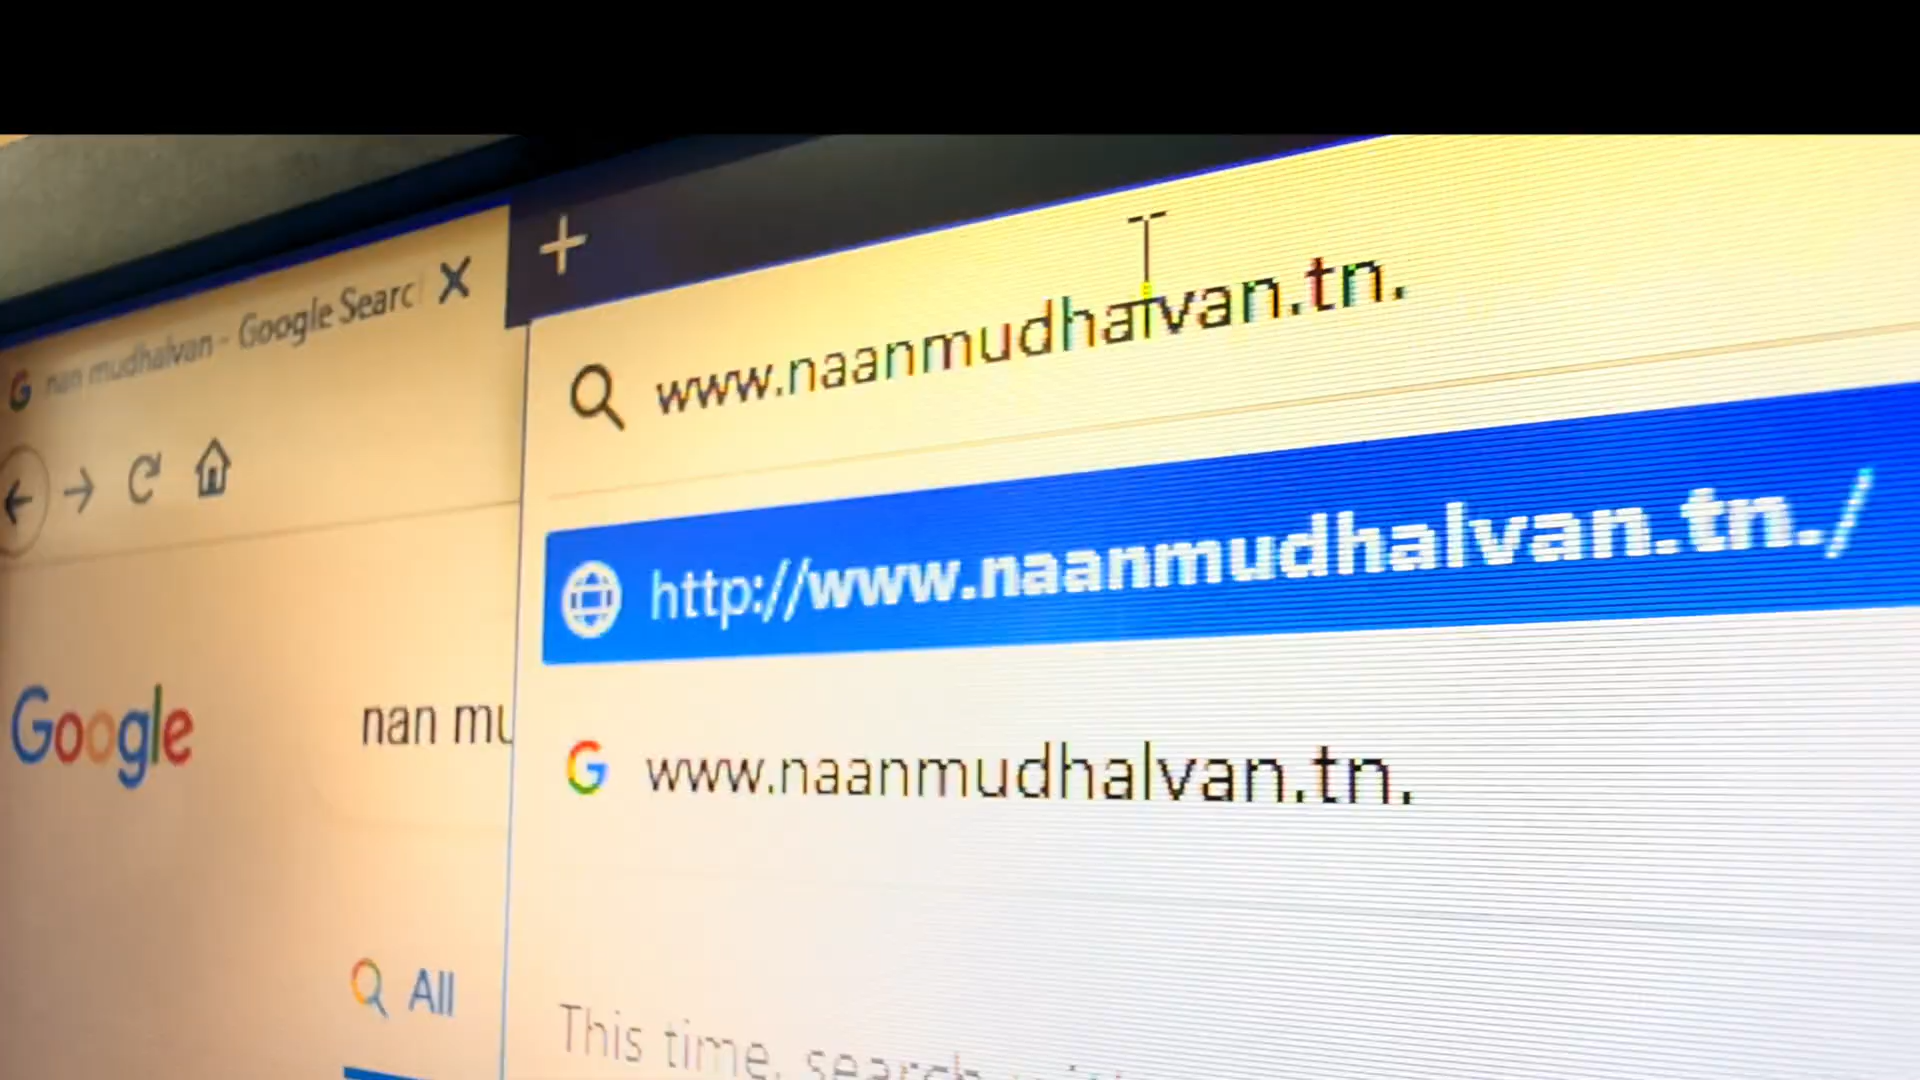 nan mudhalvan - Google Searc
www.naanmudhalvan.tn.
http://www.naanmudhalvan.tn./
Google
nan mu
www.naanmudhalvan.tn.
All
This time, search